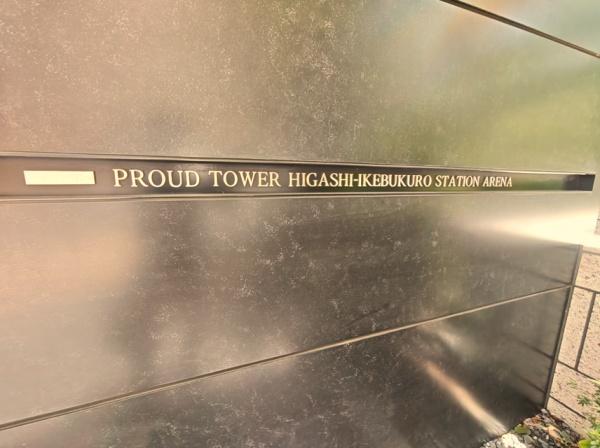 PROUD TOWER HIGASHI-IKEBUKURO STATION ARENA